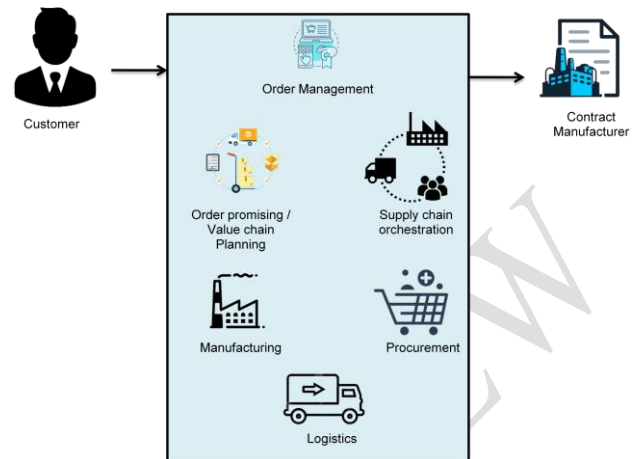 Order Management
Customer
Contract
Manufacturer
Order promising /
Value chain
Planning
Supply chain
orchestration
Manufacturing
Procurement
Logistics